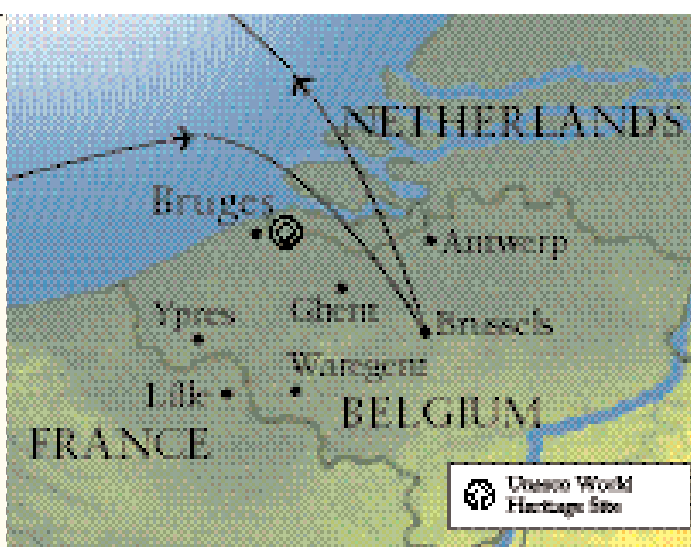 NETHERLANDS
Bruges
Antwerp
Ypres
Ghent
Brussels
Waregem
Lille
BELGIUM
FRANCE
Unesco World
Heritage Site